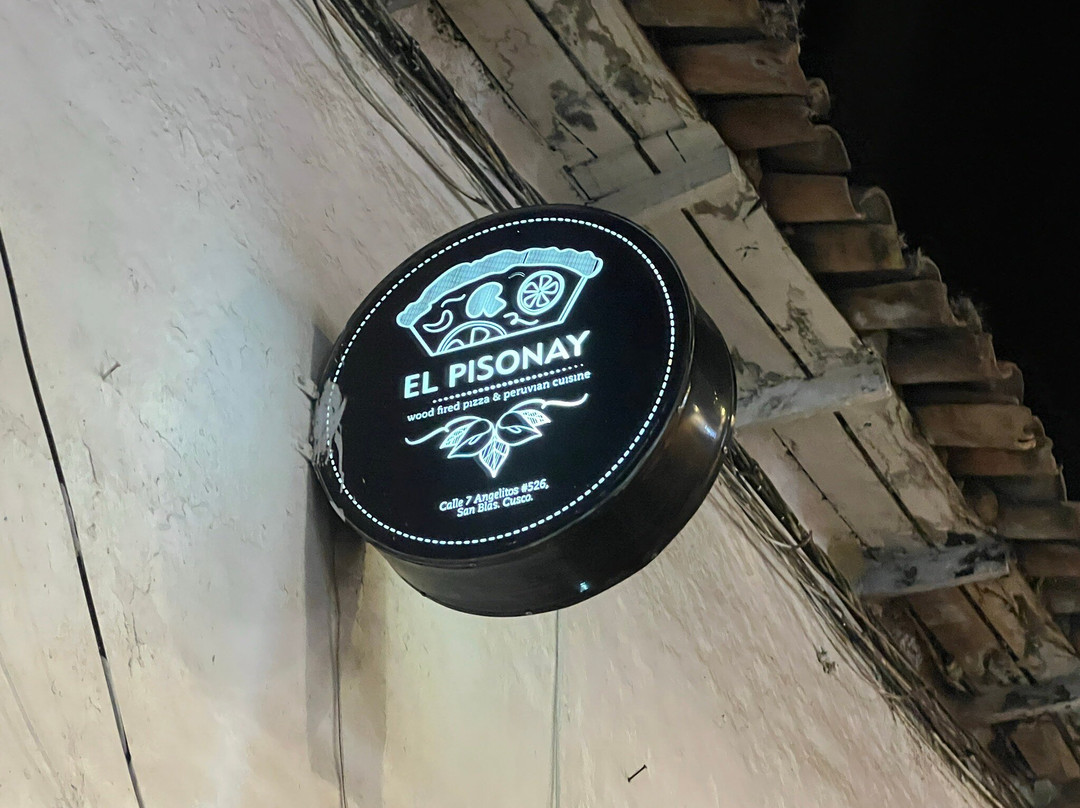 EL PISONAY
wood fired pizza & peruvian cuisine
Calle 7 Angelitos #526,
San Blas. Cusco.